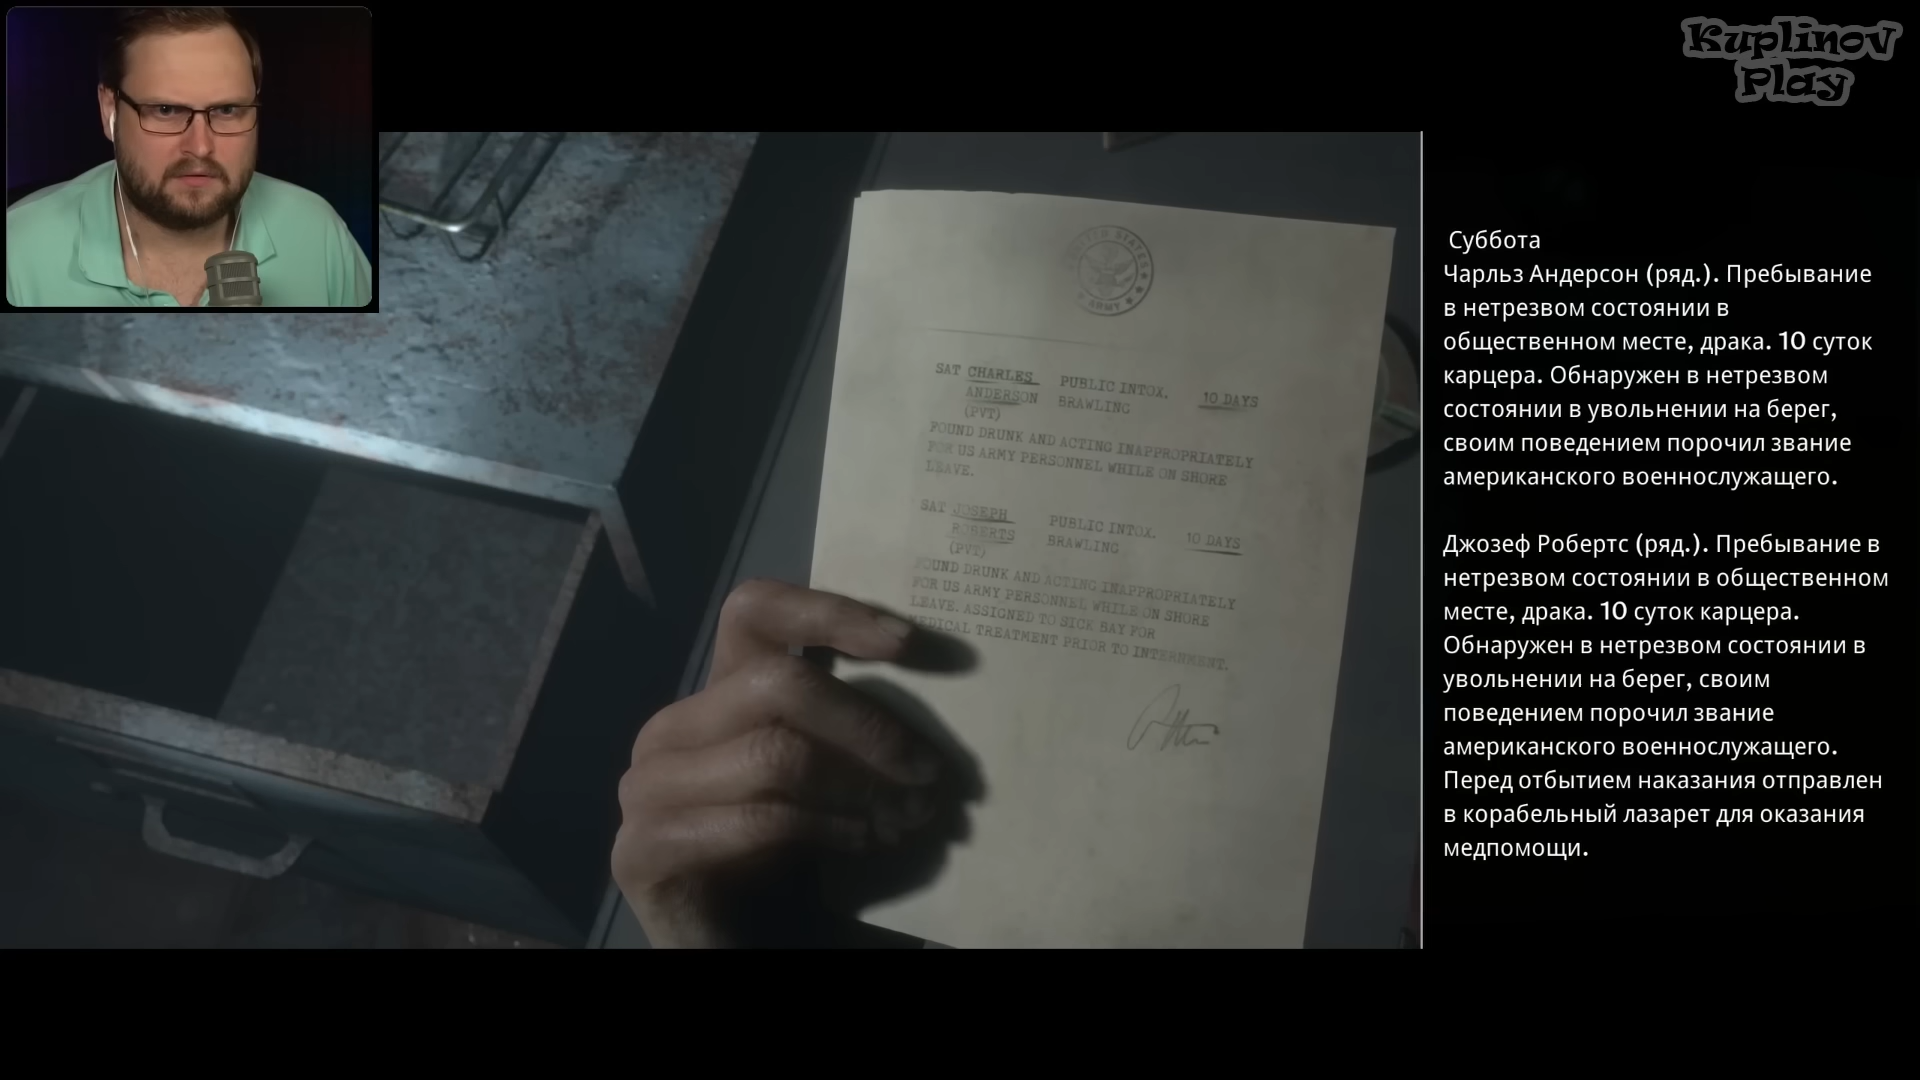 Kuplinov
Play
UNITED STATES
ARMY
SAT CHARLES PUBLIC INTOX. 10 DAYS
ANDERSON BRAWLING
(PVT)
FOUND DRUNK AND ACTING INAPPROPRIATELY
FOR US ARMY PERSONNEL WHILE ON SHORE
LEAVE.
SAT JOSEPH PUBLIC INTOX. 10 DAYS
ROBERTS BRAWLING
(PVT)
FOUND DRUNK AND ACTING INAPPROPRIATELY
FOR US ARMY PERSONNEL WHILE ON SHORE
LEAVE. ASSIGNED TO SICK BAY FOR
MEDICAL TREATMENT PRIOR TO INTERNMENT.
Суббота
Чарльз Андерсон (ряд.). Пребывание
в нетрезвом состоянии в
общественном месте, драка. 10 суток
карцера. Обнаружен в нетрезвом
состоянии в увольнении на берег,
своим поведением порочил звание
американского военнослужащего.
Джозеф Робертс (ряд.). Пребывание в
нетрезвом состоянии в общественном
месте, драка. 10 суток карцера.
Обнаружен в нетрезвом состоянии в
увольнении на берег, своим
поведением порочил звание
американского военнослужащего.
Перед отбытием наказания отправлен
в корабельный лазарет для оказания
медпомощи.